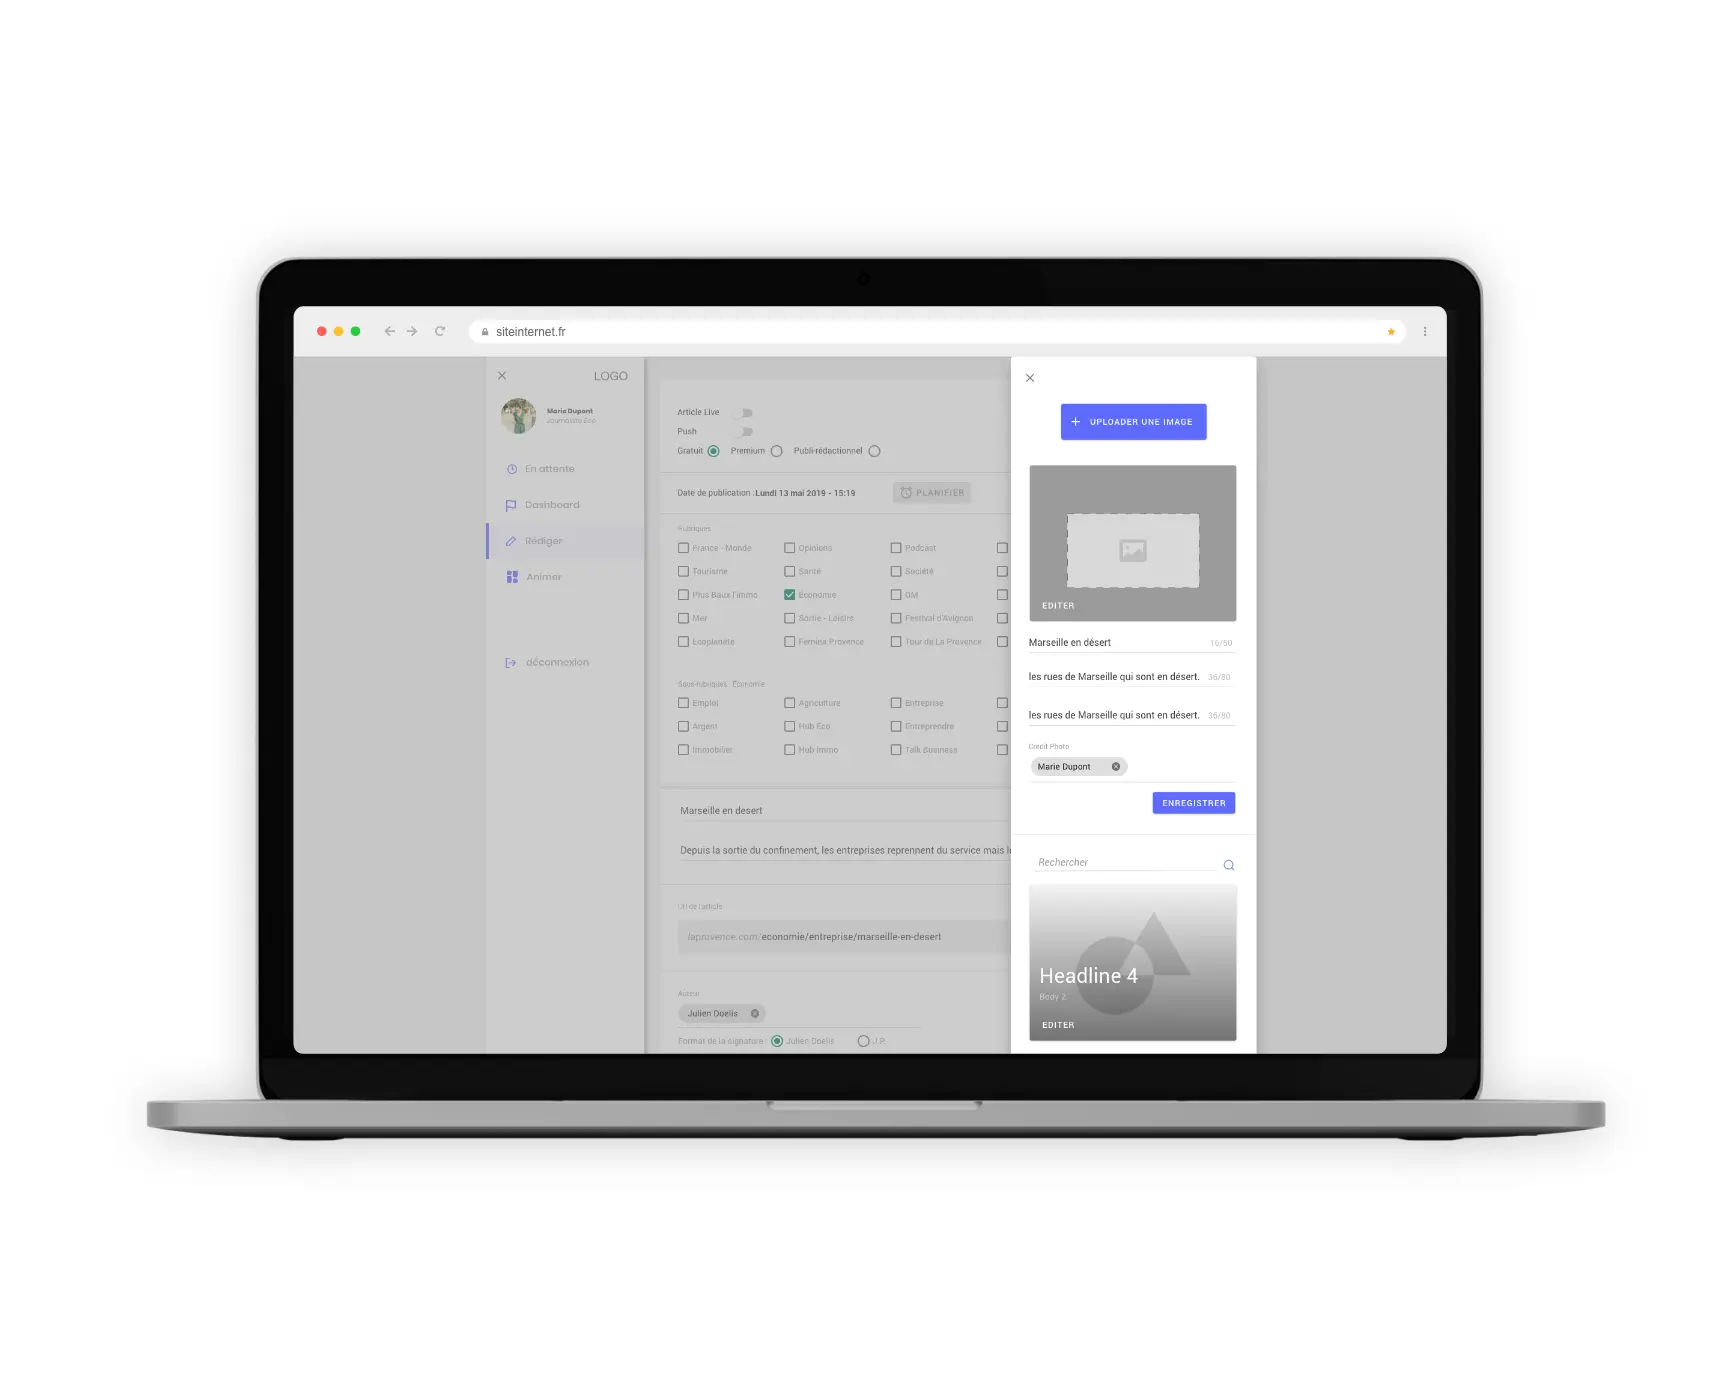 siteinternet.fr
LOGO
Marie Dupont
Journaliste Éco
En attente
Dashboard
Rédiger
Animer
déconnexion
Article Live
Push
Gratuit Premium Publi-rédactionnel
Date de publication : Lundi 13 mai 2019 - 15:19 PLANIFIER
Rubriques
France - Monde Opinions Podcast
Tourisme Santé Société
Plus Baux l'immo Économie OM
Mer Sortie - Loisirs Festival d'Avignon
Ecoplanète Femina Provence Tour de La Provence
Sous-rubriques Économie
Emploi Agriculture Entreprise
Argent Hub Éco Entreprendre
Immobilier Hub Immo Talk Business
Marseille en desert
Depuis la sortie du confinement, les entreprises reprennent du service mais
Url de l'article
laprovence.com/economie/entreprise/marseille-en-desert
Auteur
Julien Doelis
Format de la signature : Julien Doelis J.P.
UPLOADER UNE IMAGE
EDITER
Marseille en désert 16/50
les rues de Marseille qui sont en désert. 36/80
les rues de Marseille qui sont en désert. 36/80
Credit Photo
Marie Dupont
ENREGISTRER
Rechercher
Headline 4
Body 2
EDITER